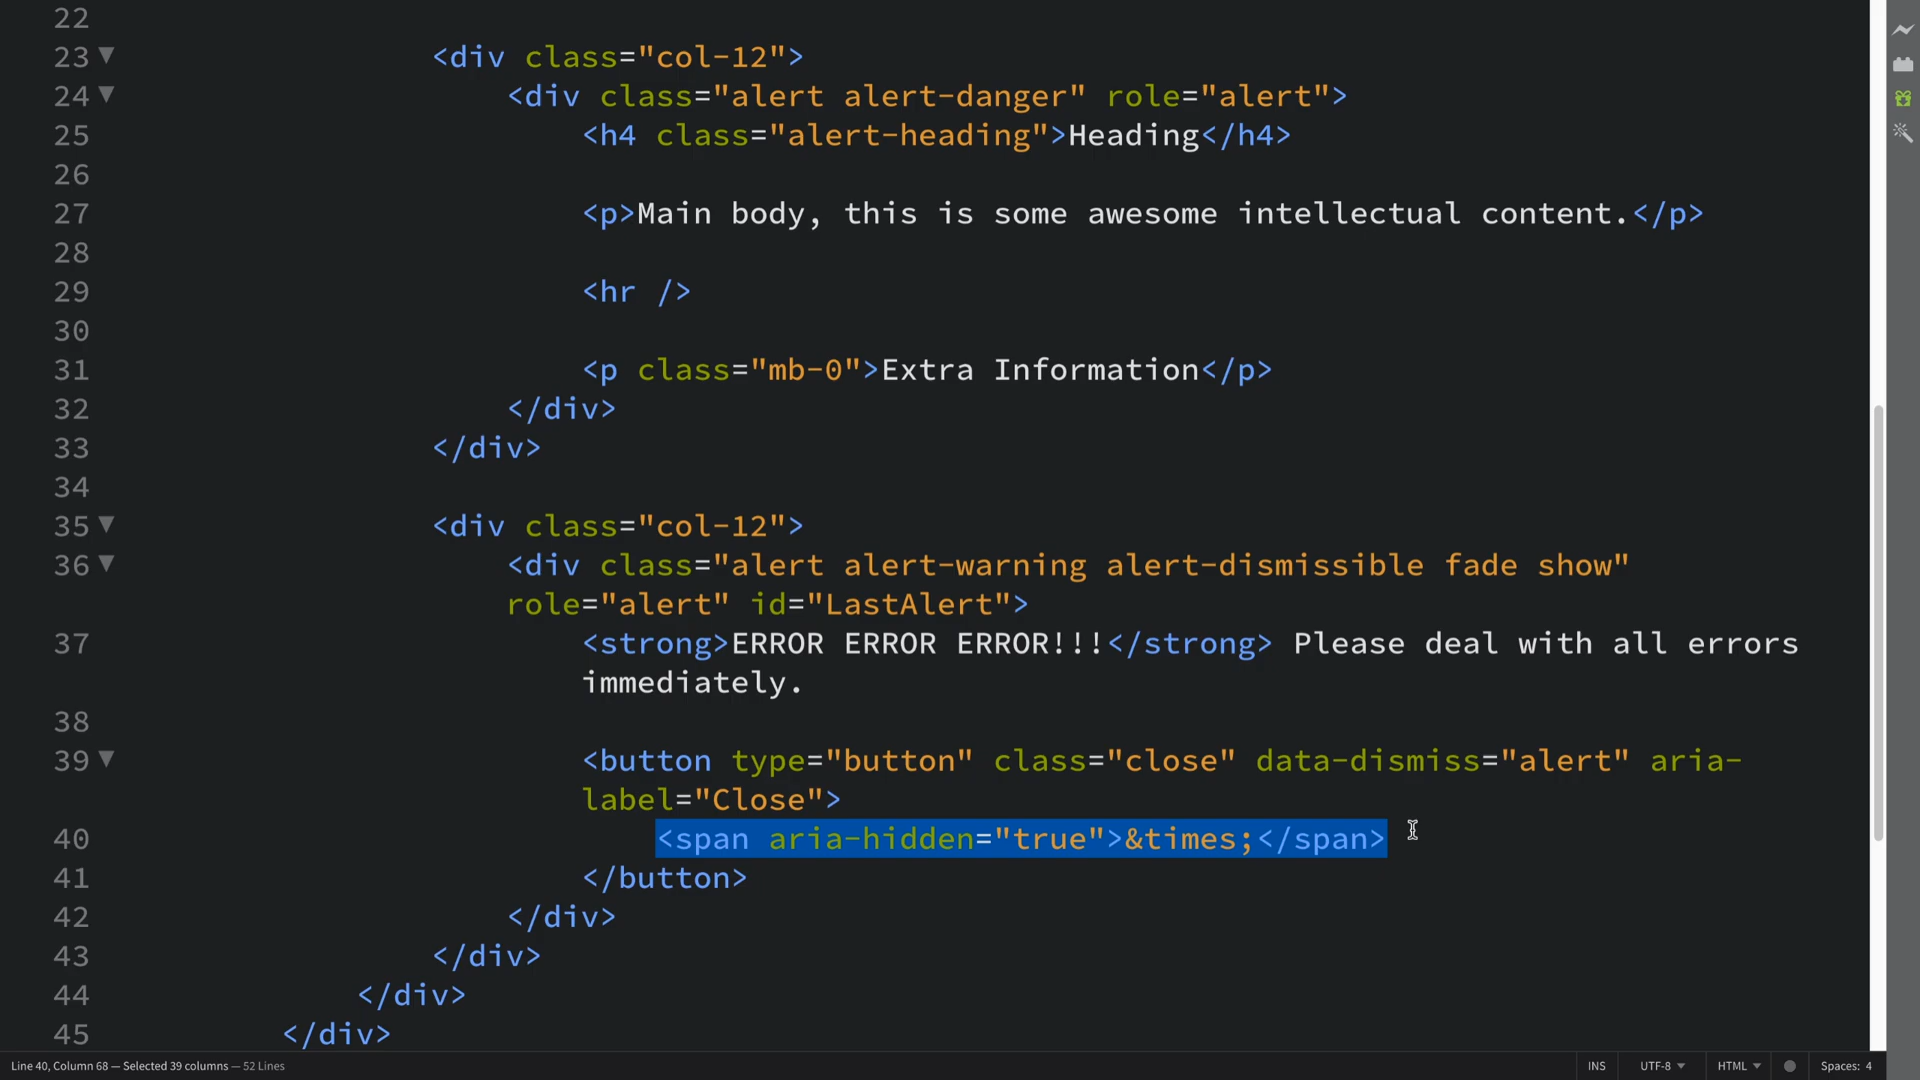 22
23 <div class="col-12">
24 <div class="alert alert-danger" role="alert">
25 <h4 class="alert-heading">Heading</h4>
26
27 <p>Main body, this is some awesome intellectual content.</p>
28
29 <hr />
30
31 <p class="mb-0">Extra Information</p>
32 </div>
33 </div>
34
35 <div class="col-12">
36 <div class="alert alert-warning alert-dismissible fade show"
role="alert" id="LastAlert">
37 <strong>ERROR ERROR ERROR!!!</strong> Please deal with all errors
immediately.
38
39 <button type="button" class="close" data-dismiss="alert" aria-
label="Close">
40 <span aria-hidden="true">&times;</span>
41 </button>
42 </div>
43 </div>
44 </div>
45 </div>
Line 40, Column 68 — Selected 39 columns — 52 Lines INS UTF-8 HTML Spaces: 4